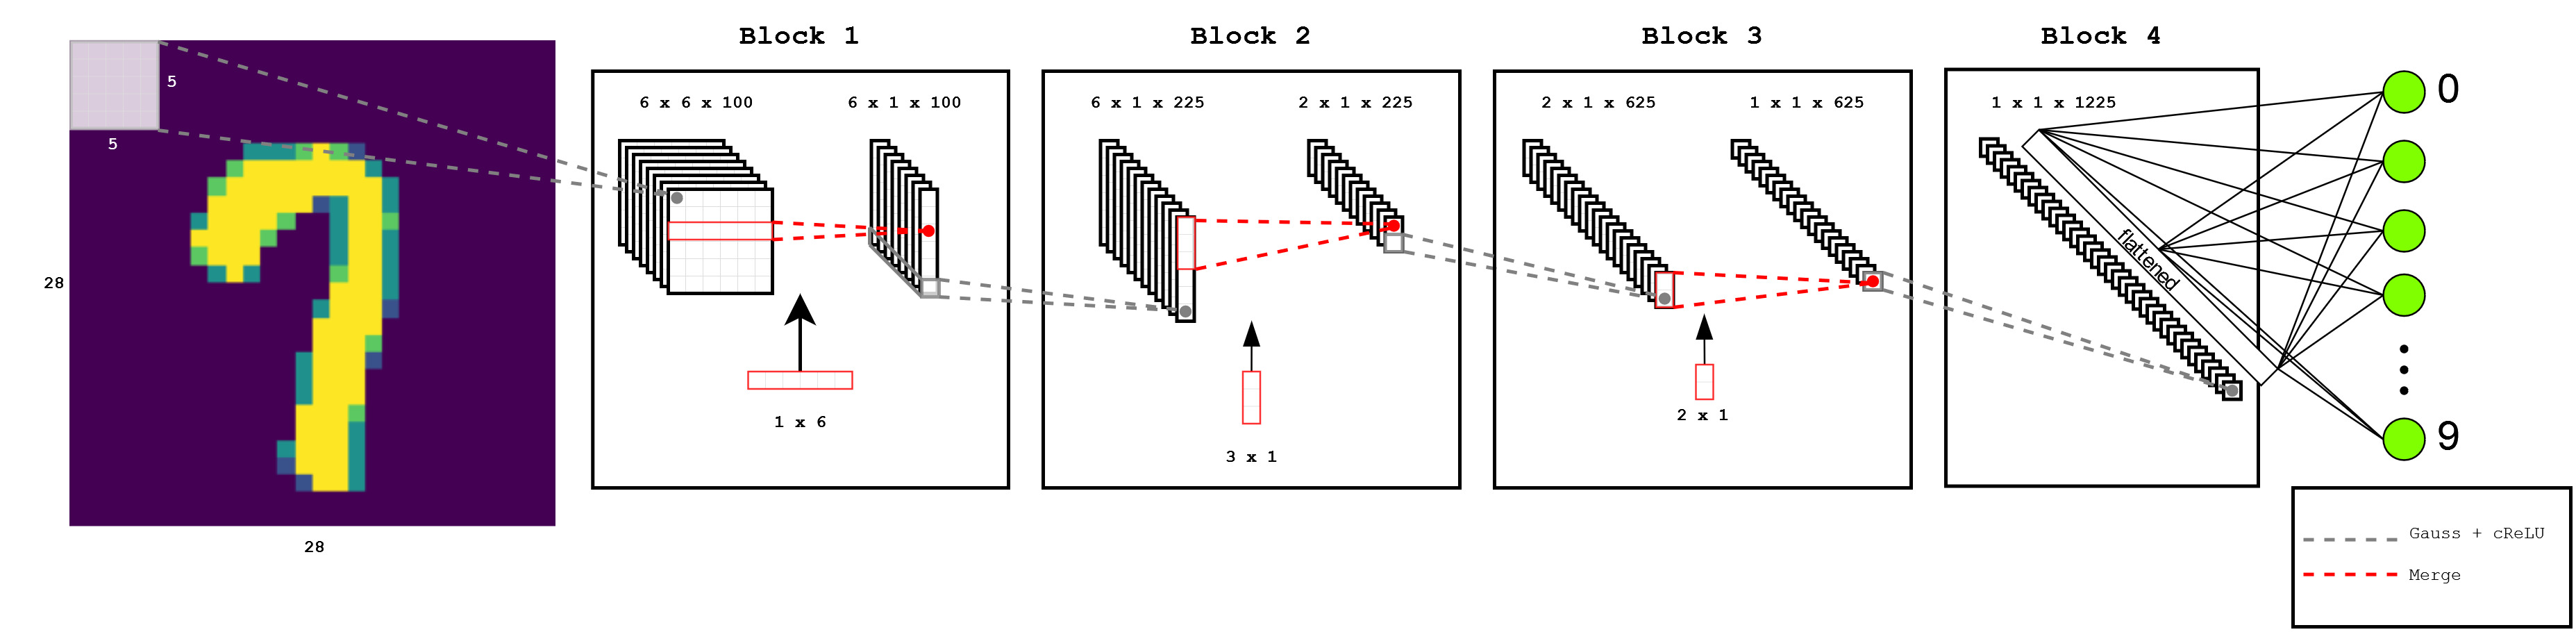 Block 1
Block 2
Block 3
Block 4
5
5
28
28
6 x 6 x 100
6 x 1 x 100
1 x 6
6 x 1 x 225
2 x 1 x 225
3 x 1
2 x 1 x 625
1 x 1 x 625
2 x 1
1 x 1 x 1225
flattened
0
9
Gauss + cReLU
Merge